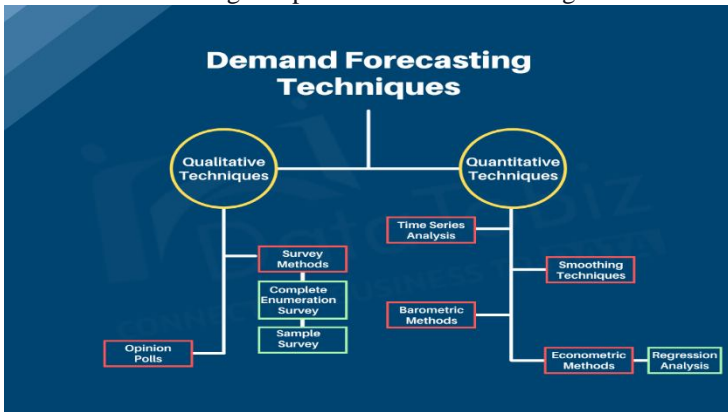 Demand Forecasting
Techniques
Qualitative
Techniques
Quantitative
Techniques
Time Series
Analysis
Survey
Methods
Smoothing
Techniques
Complete
Enumeration
Survey
Barometric
Methods
Sample
Survey
Opinion
Polls
Econometric
Methods
Regression
Analysis